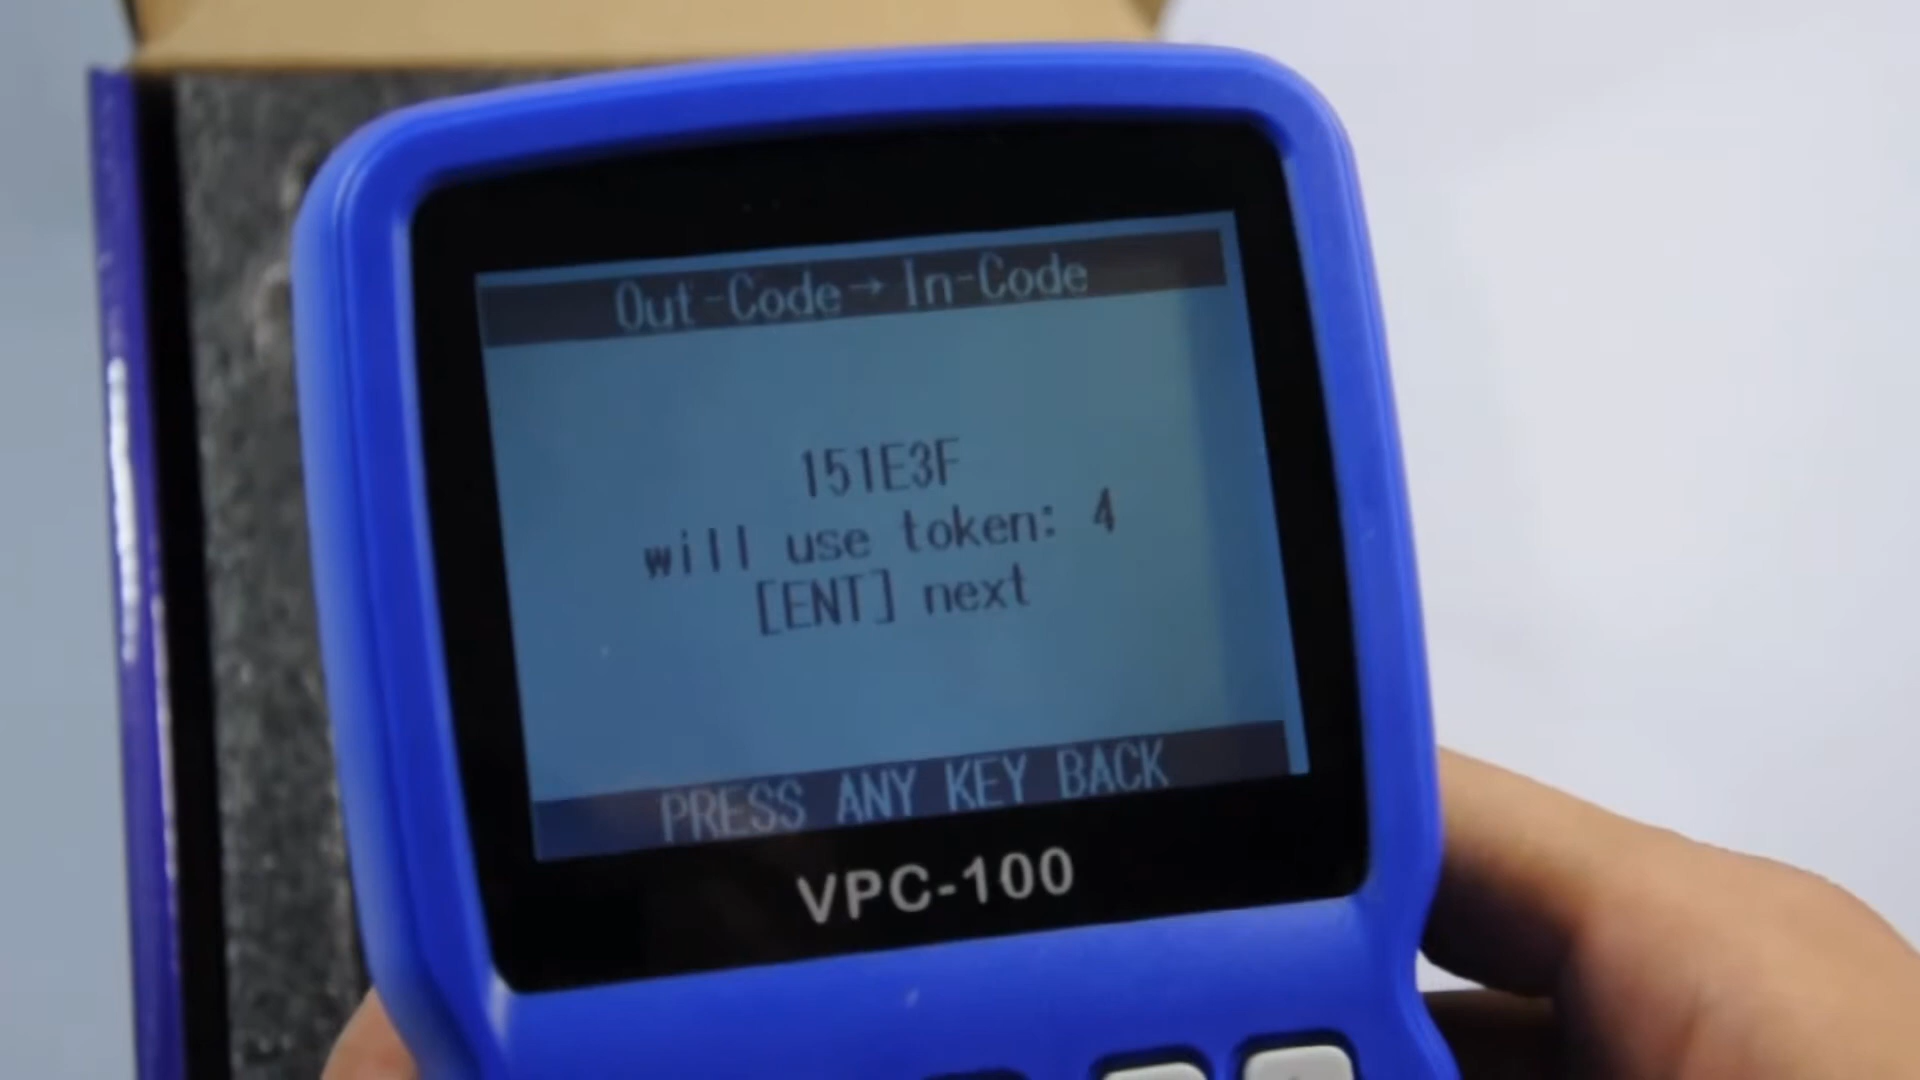 Out-Code→ In-Code
151E3F
will use token: 4
[ENT] next
PRESS ANY KEY BACK
VPC-100